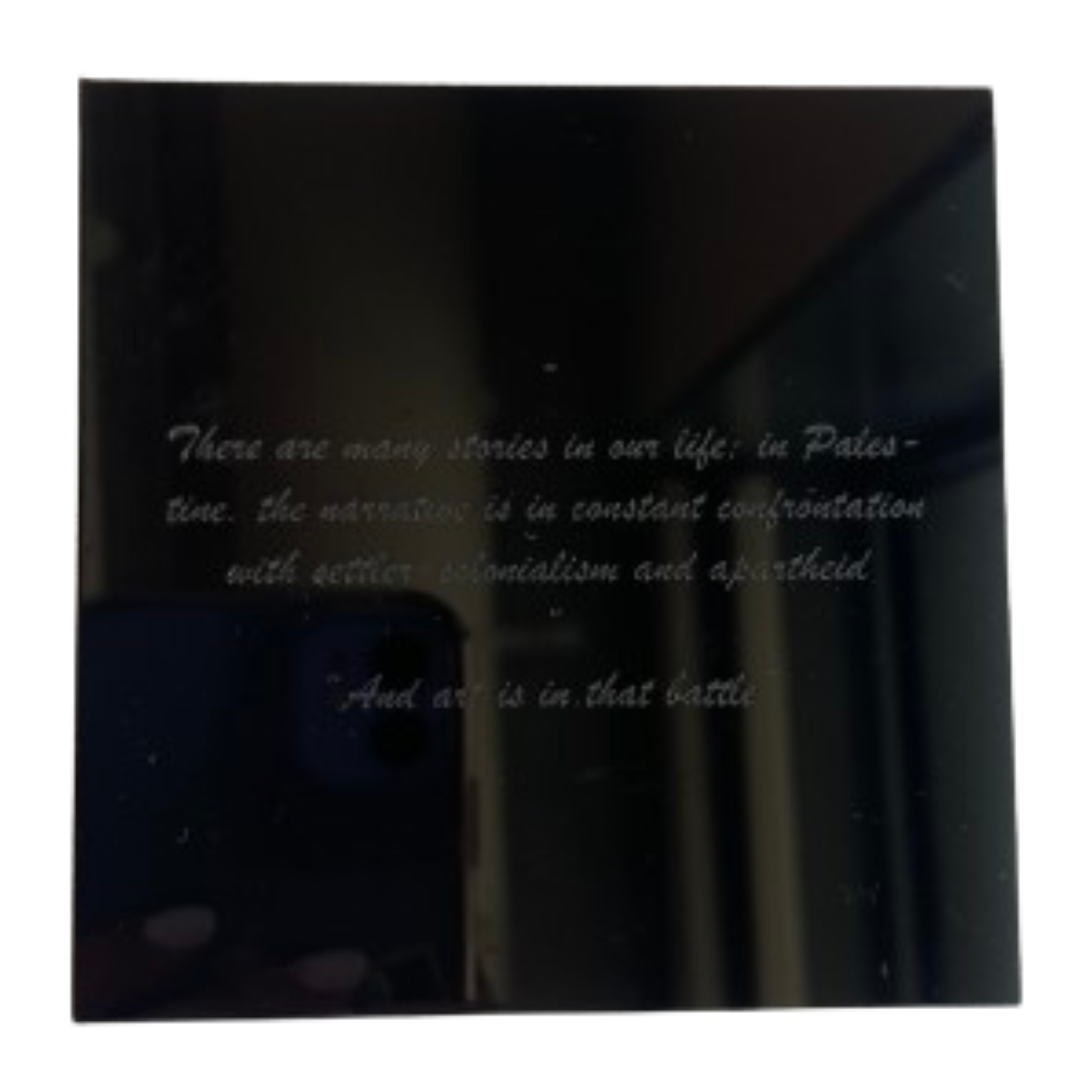 There are many stories in our life; in Pales-
tine, the narrative is in constant confrontation
with settler colonialism and apartheid
"And art is in that battle"